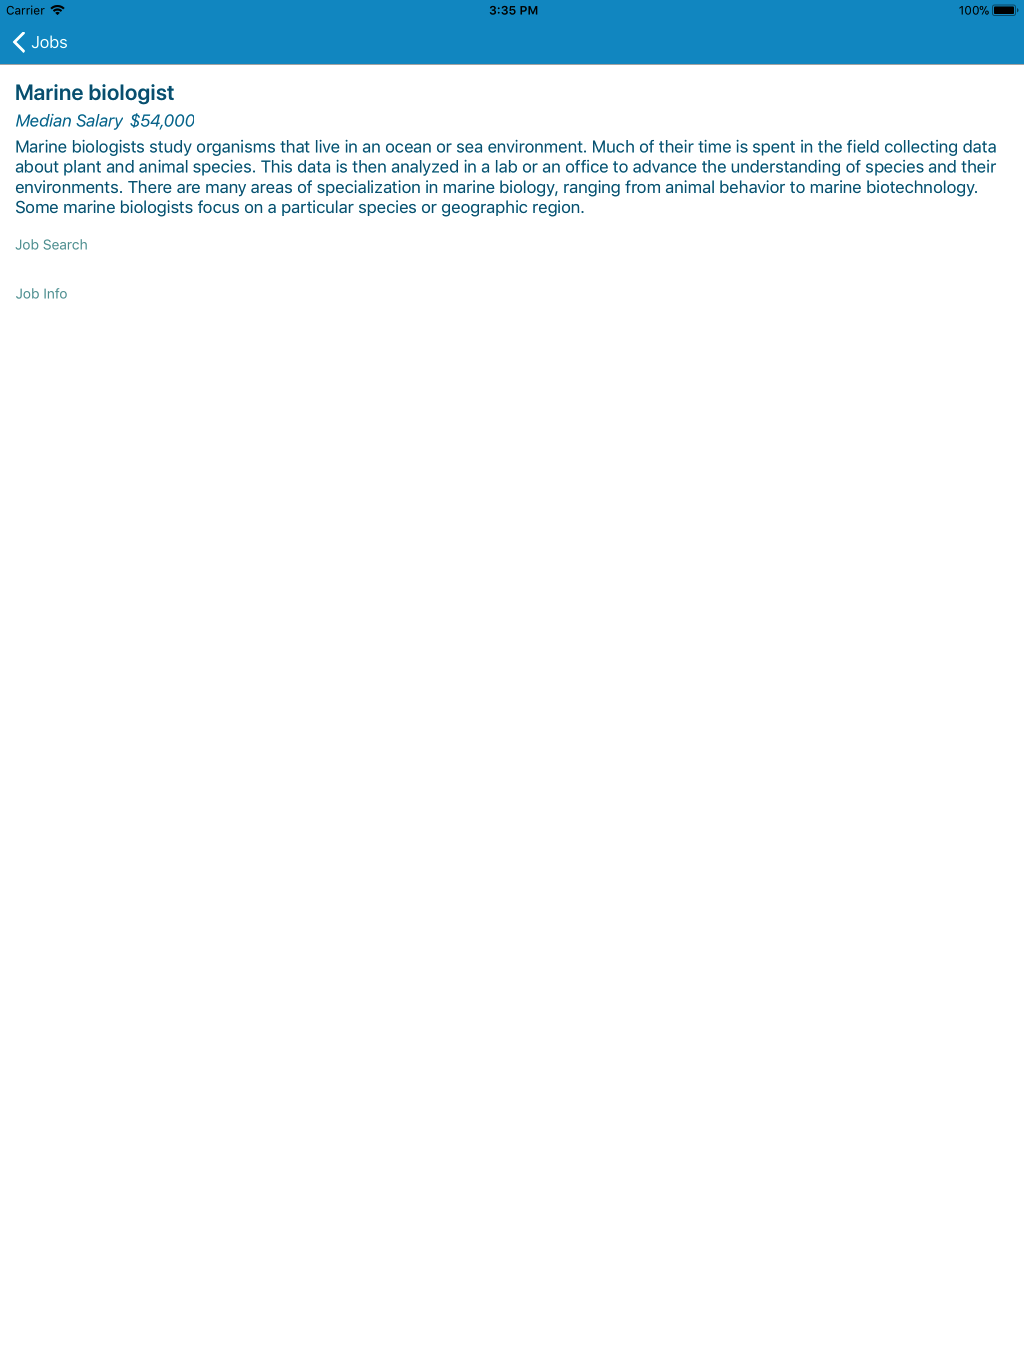 Carrier 3:35 PM 100%
Jobs
Marine biologist
Median Salary $54,000
Marine biologists study organisms that live in an ocean or sea environment. Much of their time is spent in the field collecting data
about plant and animal species. This data is then analyzed in a lab or an office to advance the understanding of species and their
environments. There are many areas of specialization in marine biology, ranging from animal behavior to marine biotechnology.
Some marine biologists focus on a particular species or geographic region.
Job Search
Job Info